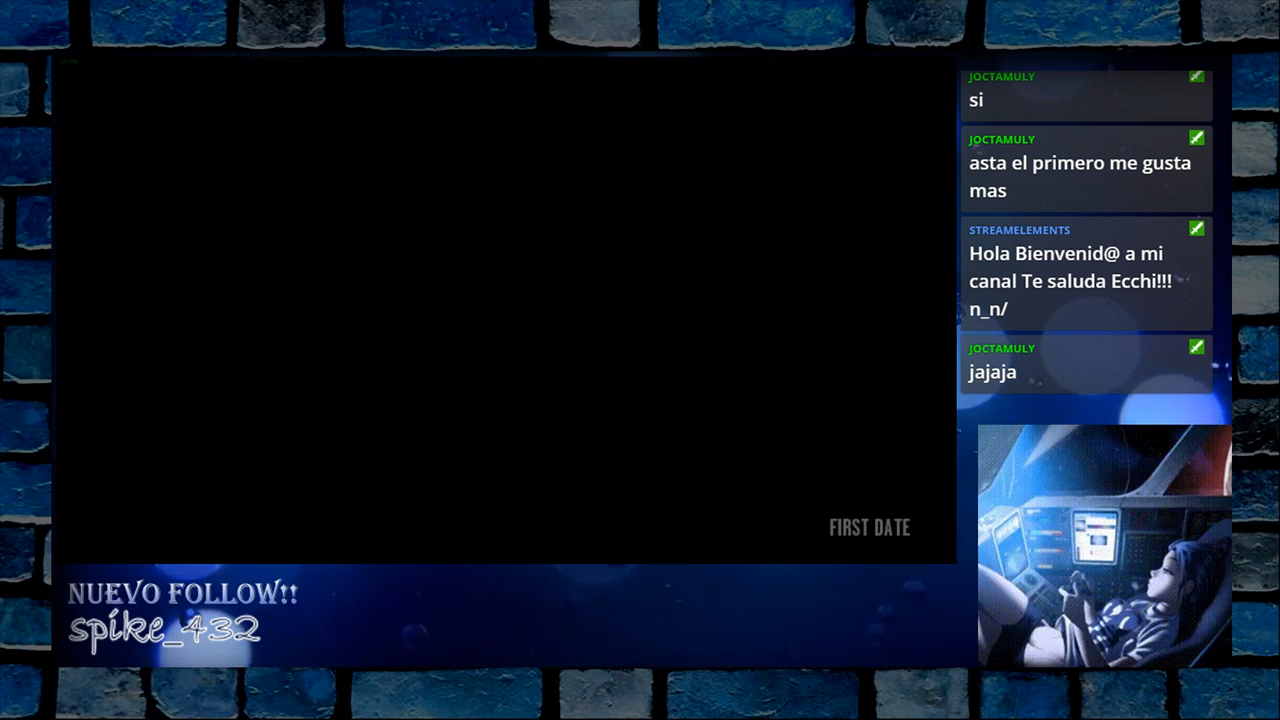 JOCTAMULY
si
JOCTAMULY
asta el primero me gusta
mas
STREAMELEMENTS
Hola Bienvenid@ a mi
canal Te saluda Ecchi!!!
n_n/
JOCTAMULY
jajaja
FIRST DATE
NUEVO FOLLOW!!
spike_432